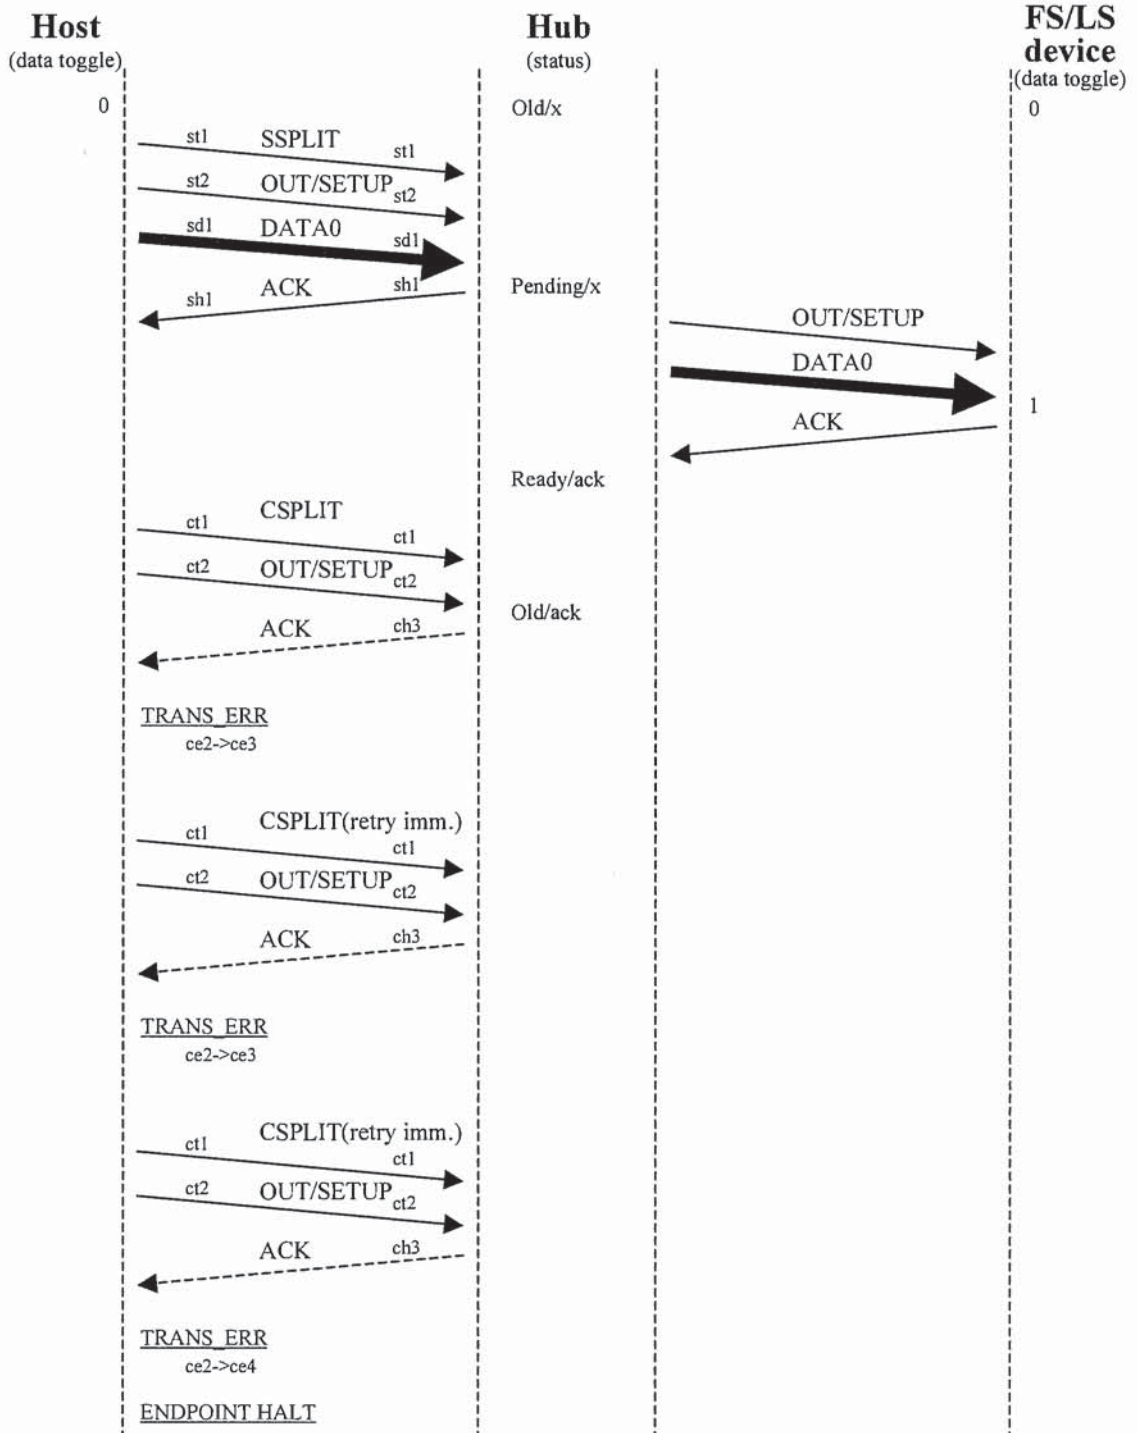 Host
(data toggle)
Hub
(status)
FS/LS
device
(data toggle)
0
Old/x
0
st1 SSPLIT st1
st2 OUT/SETUP st2
sd1 DATA0 sd1
sh1 ACK sh1
Pending/x
OUT/SETUP
DATA0
1
ACK
Ready/ack
ct1 CSPLIT ct1
ct2 OUT/SETUP ct2
Old/ack
ACK ch3
TRANS_ERR
ce2->ce3
CSPLIT(retry imm.)
ct1 ct1
ct2 OUT/SETUP ct2
ACK ch3
TRANS_ERR
ce2->ce3
CSPLIT(retry imm.)
ct1 ct1
ct2 OUT/SETUP ct2
ACK ch3
TRANS_ERR
ce2->ce4
ENDPOINT HALT